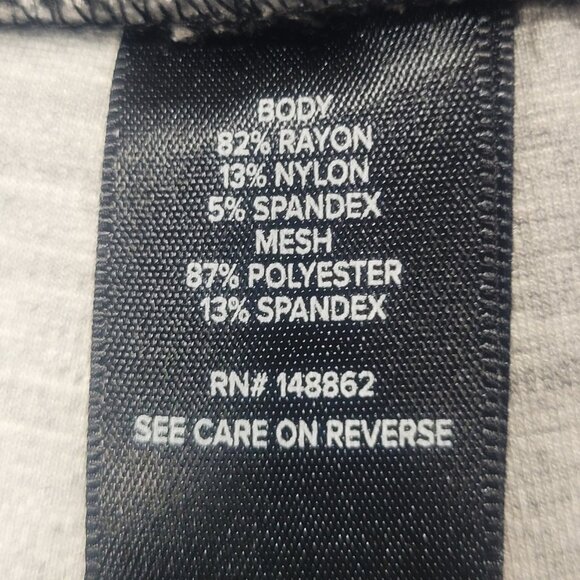 BODY
82% RAYON
13% NYLON
5% SPANDEX
MESH
87% POLYESTER
13% SPANDEX
RN# 148862
SEE CARE ON REVERSE